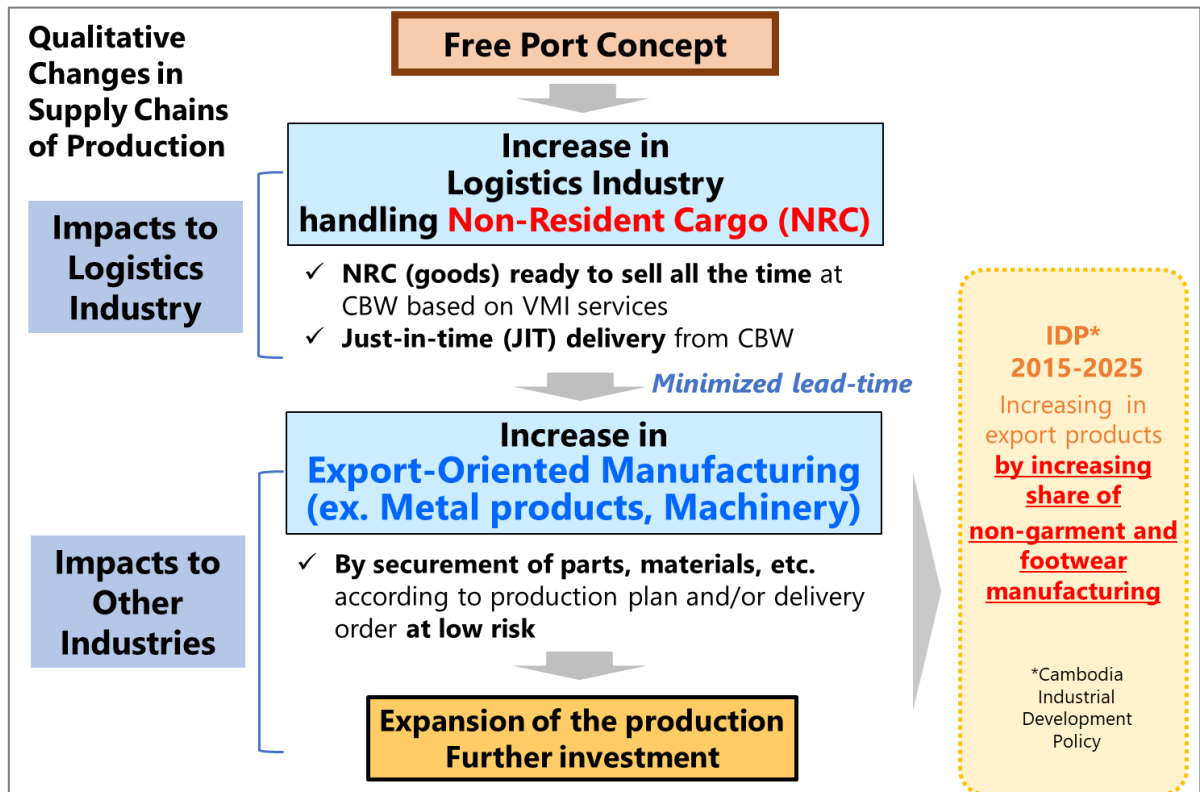 Qualitative
Changes in
Supply Chains
of Production
Free Port Concept
Impacts to
Logistics
Industry
Increase in
Logistics Industry
handling Non-Resident Cargo (NRC)
✓ NRC (goods) ready to sell all the time at
CBW based on VMI services
✓ Just-in-time (JIT) delivery from CBW
Minimized lead-time
Impacts to
Other
Industries
Increase in
Export-Oriented Manufacturing
(ex. Metal products, Machinery)
✓ By securement of parts, materials, etc.
according to production plan and/or delivery
order at low risk
Expansion of the production
Further investment
IDP*
2015-2025
Increasing in
export products
by increasing
share of
non-garment and
footwear
manufacturing
*Cambodia
Industrial
Development
Policy